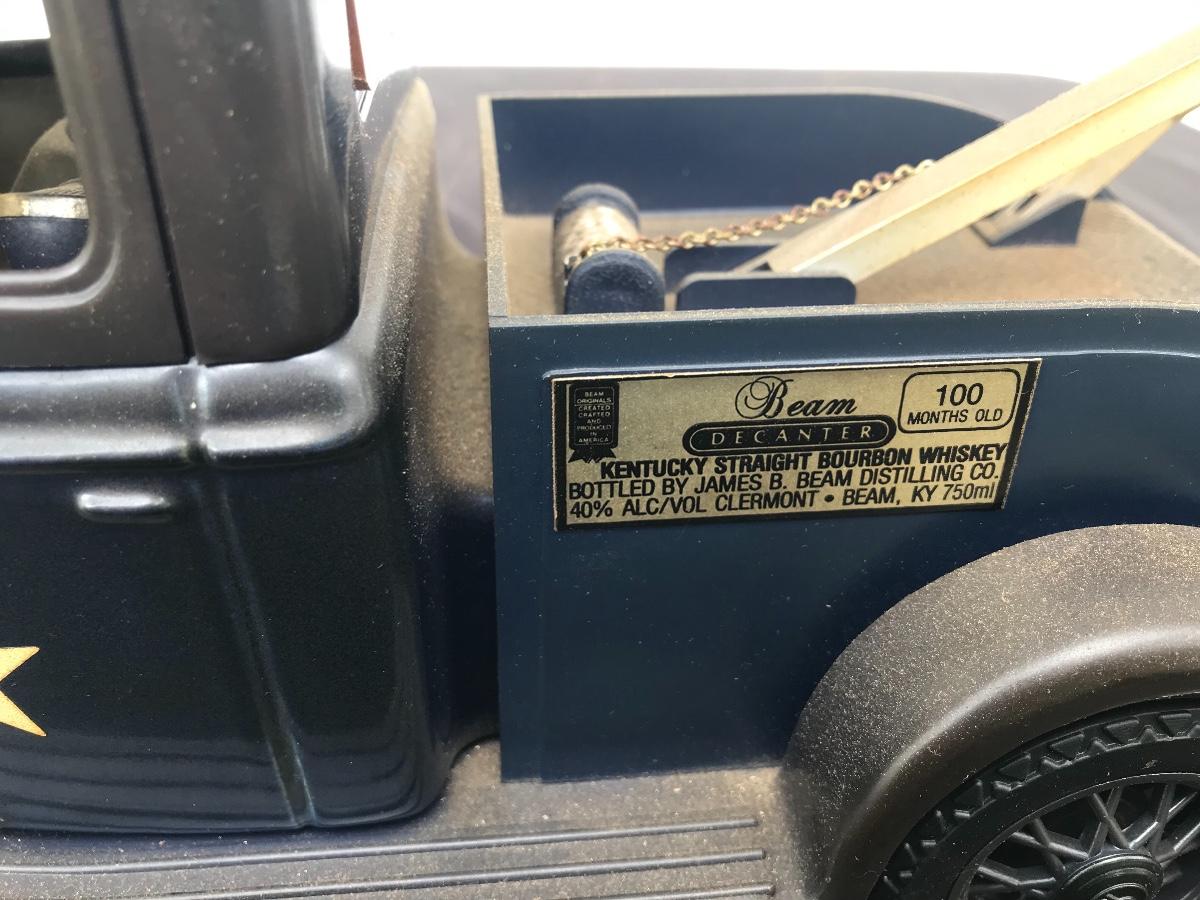 BEAM
ORIGINALS
CREATED
CRAFTED
AND
PRODUCED
IN
AMERICA
Beam
DECANTER
100
MONTHS OLD
KENTUCKY STRAIGHT BOURBON WHISKEY
BOTTLED BY JAMES B. BEAM DISTILLING CO.
40% ALC/VOL CLERMONT • BEAM, KY 750ml